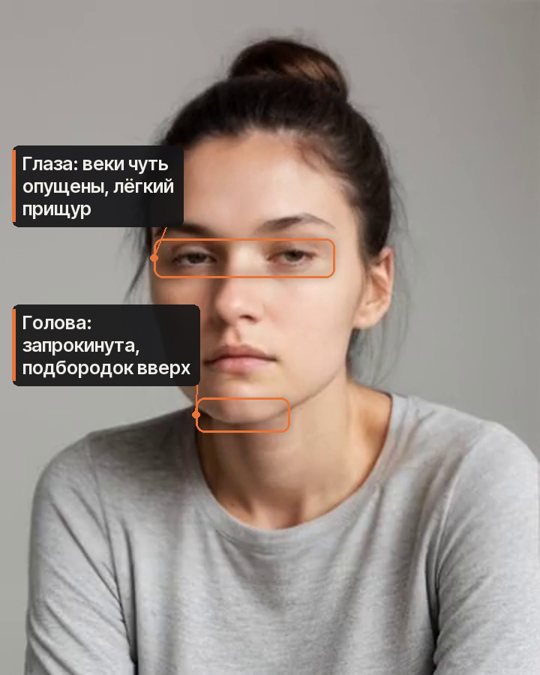 Глаза: веки чуть
опущены, лёгкий
прищур
Голова:
запрокинута,
подбородок вверх